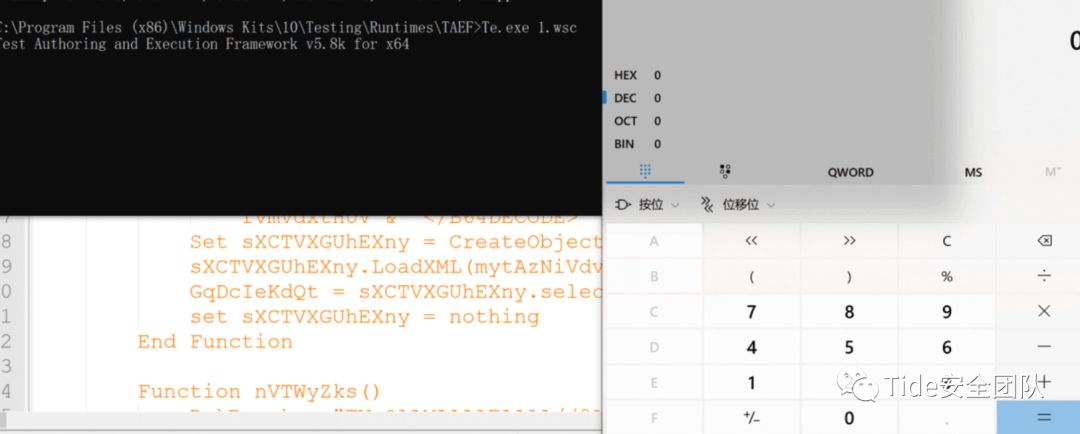 C:\Program Files (x86)\Windows Kits\10\Testing\Runtimes\TAEF>Te.exe 1.wsc
Test Authoring and Execution Framework v5.8k for x64
8 Set sXCTVXGUhEXny = CreateObject
9 sXCTVXGUhEXny.LoadXML(mytAzNiVdv
0 GqDcIeKdQt = sXCTVXGUhEXny.selec
1 set sXCTVXGUhEXny = nothing
2 End Function
3
4 Function nVTWyZks()
0
HEX 0
DEC 0
OCT 0
BIN 0
QWORD MS M˅
按位 位移位
A << >> C
B ( ) % ÷
C 7 8 9 ×
D 4 5 6 −
E 1 +
F +/− 0 . =
Tide安全团队